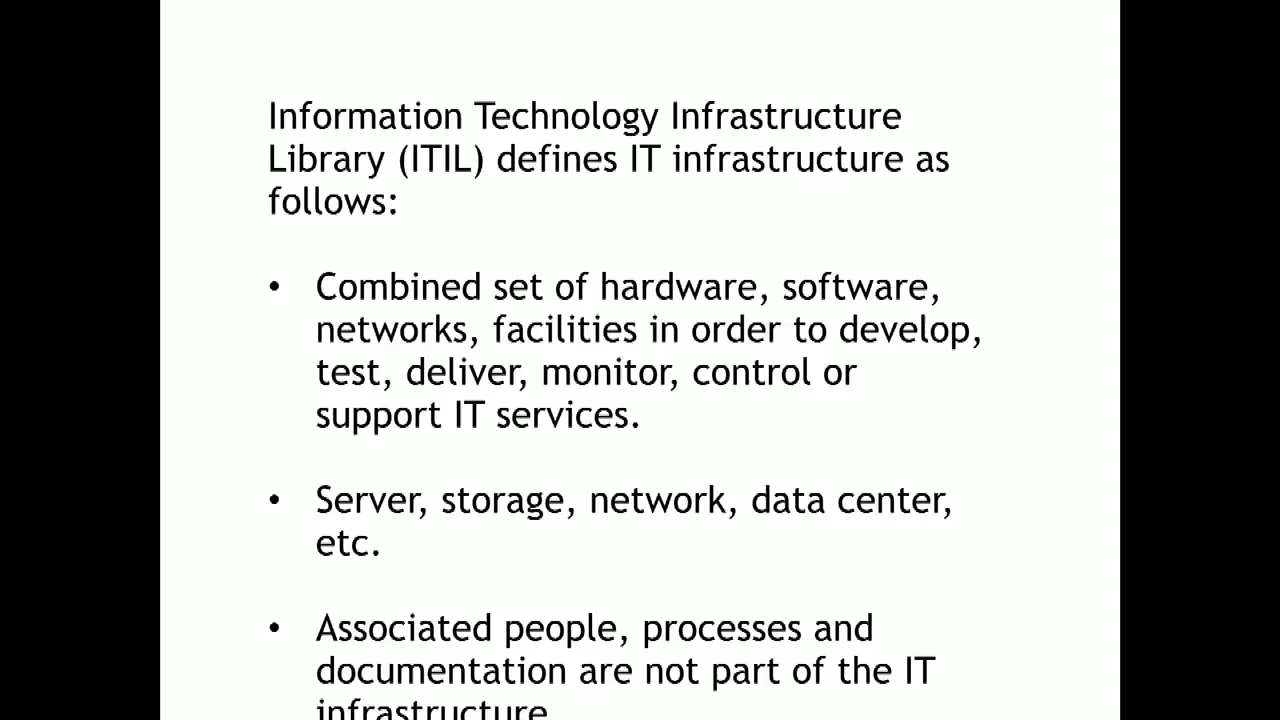 Information Technology Infrastructure
Library (ITIL) defines IT infrastructure as
follows:
• Combined set of hardware, software,
networks, facilities in order to develop,
test, deliver, monitor, control or
support IT services.
• Server, storage, network, data center,
etc.
• Associated people, processes and
documentation are not part of the IT
infrastructure